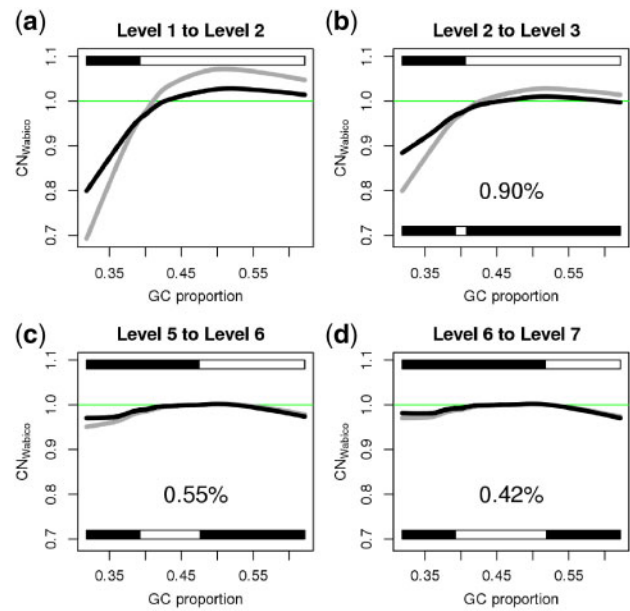 (a) Level 1 to Level 2
1.1
1.0
0.9
0.8
0.7
CNWabico
0.35 0.45 0.55
GC proportion
(b) Level 2 to Level 3
1.1
1.0
0.9
0.8
0.7
CNWabico
0.90%
0.35 0.45 0.55
GC proportion
(c) Level 5 to Level 6
1.1
1.0
0.9
0.8
0.7
CNWabico
0.55%
0.35 0.45 0.55
GC proportion
(d) Level 6 to Level 7
1.1
1.0
0.9
0.8
0.7
CNWabico
0.42%
0.35 0.45 0.55
GC proportion